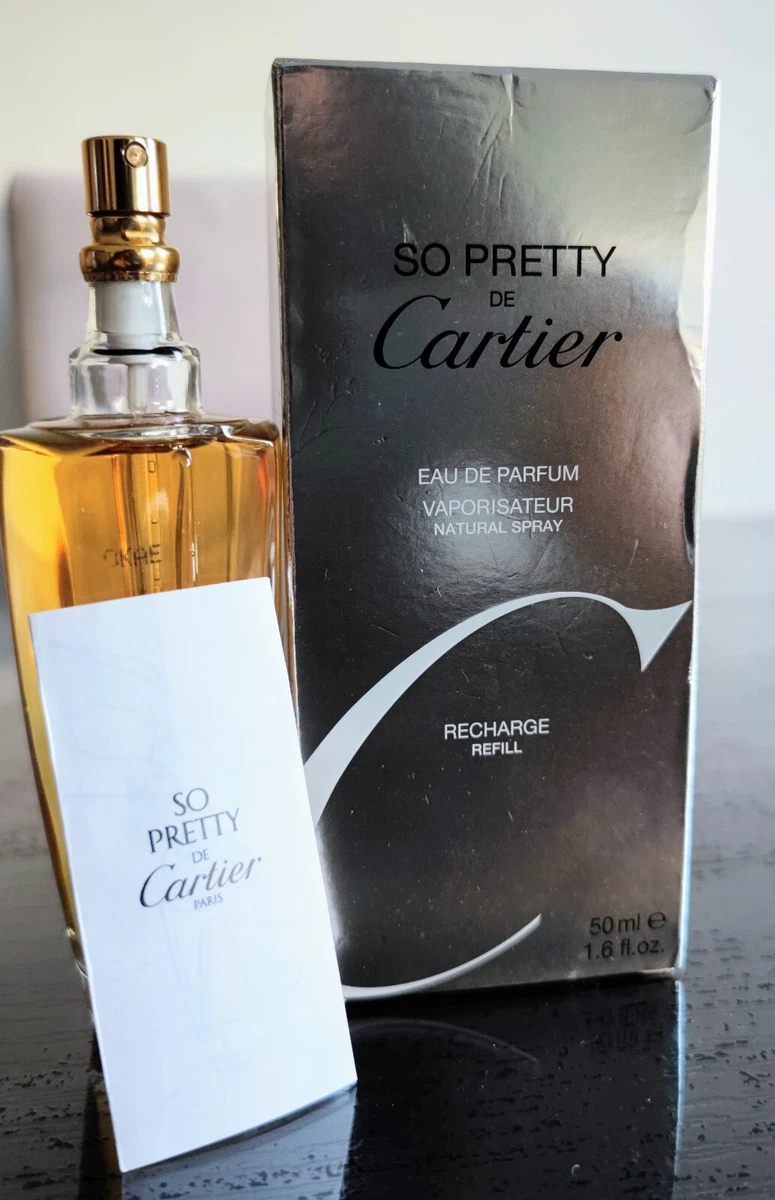 SO PRETTY
DE
Cartier
EAU DE PARFUM
VAPORISATEUR
NATURAL SPRAY
RECHARGE
REFILL
50 ml ℮
1.6 fl.oz.
SO
PRETTY
DE
Cartier
PARIS